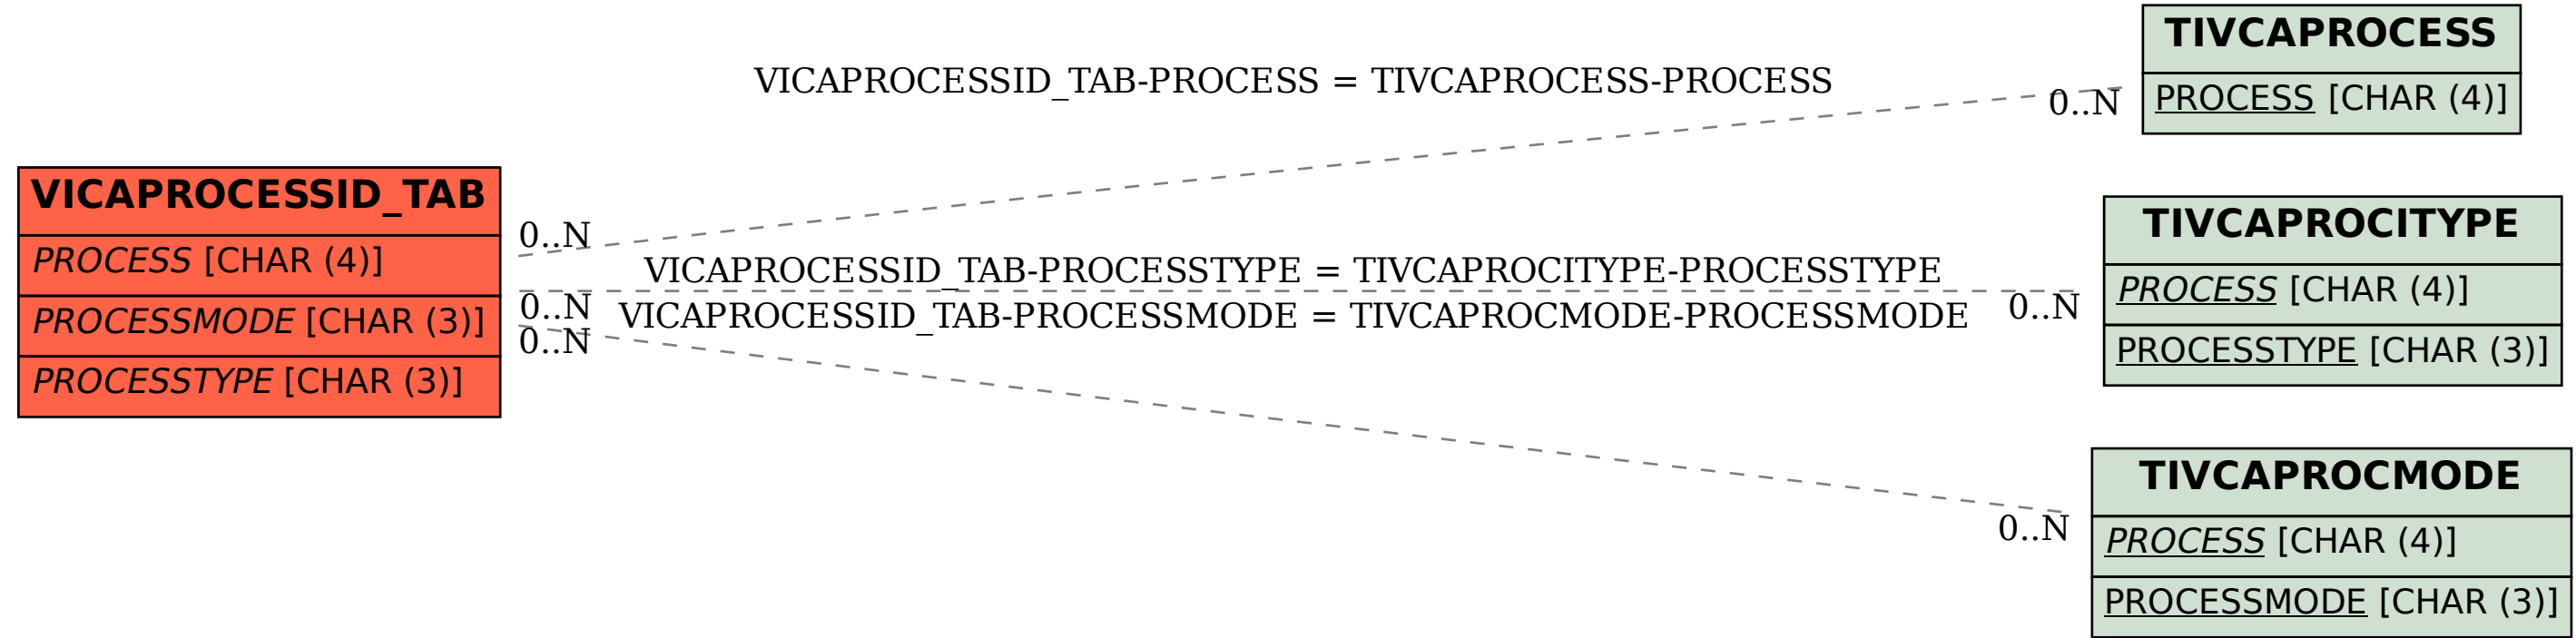 VICAPROCESSID_TAB
PROCESS [CHAR (4)]
PROCESSMODE [CHAR (3)]
PROCESSTYPE [CHAR (3)]
VICAPROCESSID_TAB-PROCESS = TIVCAPROCESS-PROCESS
0..N
0..N
VICAPROCESSID_TAB-PROCESSTYPE = TIVCAPROCITYPE-PROCESSTYPE
0..N
0..N
VICAPROCESSID_TAB-PROCESSMODE = TIVCAPROCMODE-PROCESSMODE
0..N
0..N
TIVCAPROCESS
PROCESS [CHAR (4)]
TIVCAPROCITYPE
PROCESS [CHAR (4)]
PROCESSTYPE [CHAR (3)]
TIVCAPROCMODE
PROCESS [CHAR (4)]
PROCESSMODE [CHAR (3)]